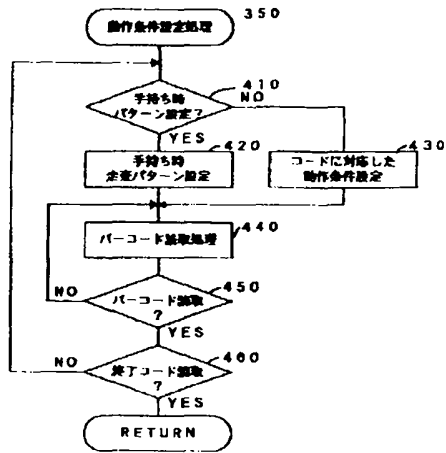 350
動作条件設定処理
410
手持ち時
パターン設定?
NO
YES
420
手持ち時
走査パターン設定
430
コードに対応した
動作条件設定
440
バーコード読取処理
450
NO
バーコード読取
?
YES
460
NO
終了コード読取
?
YES
RETURN